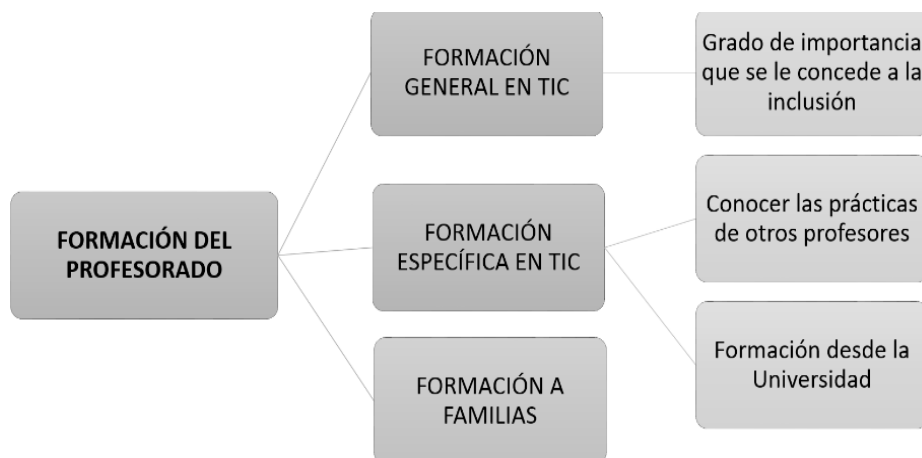 FORMACIÓN DEL
PROFESORADO
FORMACIÓN
GENERAL EN TIC
Grado de importancia
que se le concede a la
inclusión
FORMACIÓN
ESPECÍFICA EN TIC
Conocer las prácticas
de otros profesores
Formación desde la
Universidad
FORMACIÓN A
FAMILIAS